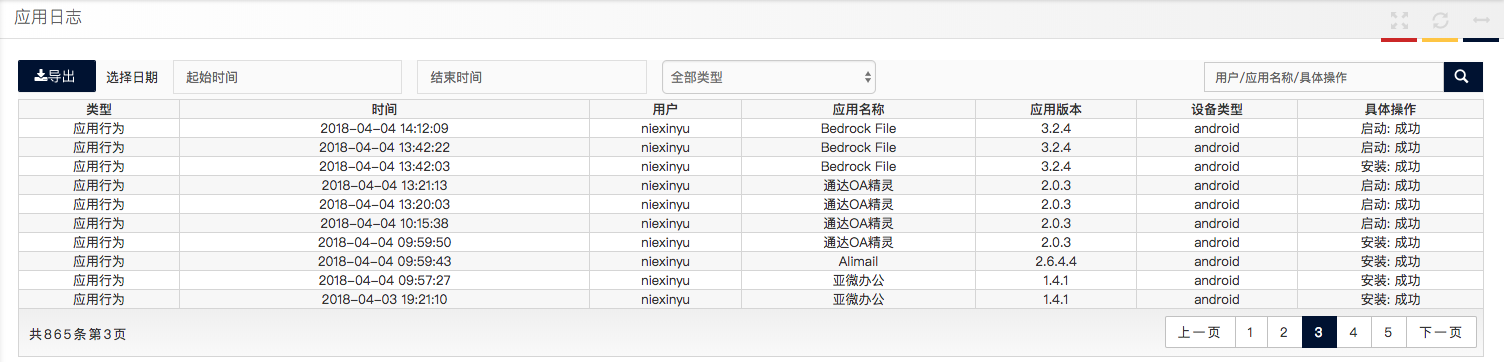 应用日志
导出 选择日期 起始时间 结束时间 全部类型 用户/应用名称/具体操作
类型 时间 用户 应用名称 应用版本 设备类型 具体操作
应用行为 2018-04-04 14:12:09 niexinyu Bedrock File 3.2.4 android 启动: 成功
应用行为 2018-04-04 13:42:22 niexinyu Bedrock File 3.2.4 android 启动: 成功
应用行为 2018-04-04 13:42:03 niexinyu Bedrock File 3.2.4 android 安装: 成功
应用行为 2018-04-04 13:21:13 niexinyu 通达OA精灵 2.0.3 android 启动: 成功
应用行为 2018-04-04 13:20:03 niexinyu 通达OA精灵 2.0.3 android 启动: 成功
应用行为 2018-04-04 10:15:38 niexinyu 通达OA精灵 2.0.3 android 启动: 成功
应用行为 2018-04-04 09:59:50 niexinyu 通达OA精灵 2.0.3 android 安装: 成功
应用行为 2018-04-04 09:59:43 niexinyu Alimail 2.6.4.4 android 安装: 成功
应用行为 2018-04-04 09:57:27 niexinyu 亚微办公 1.4.1 android 安装: 成功
应用行为 2018-04-03 19:21:10 niexinyu 亚微办公 1.4.1 android 安装: 成功
共865条第3页 上一页 1 2 3 4 5 下一页